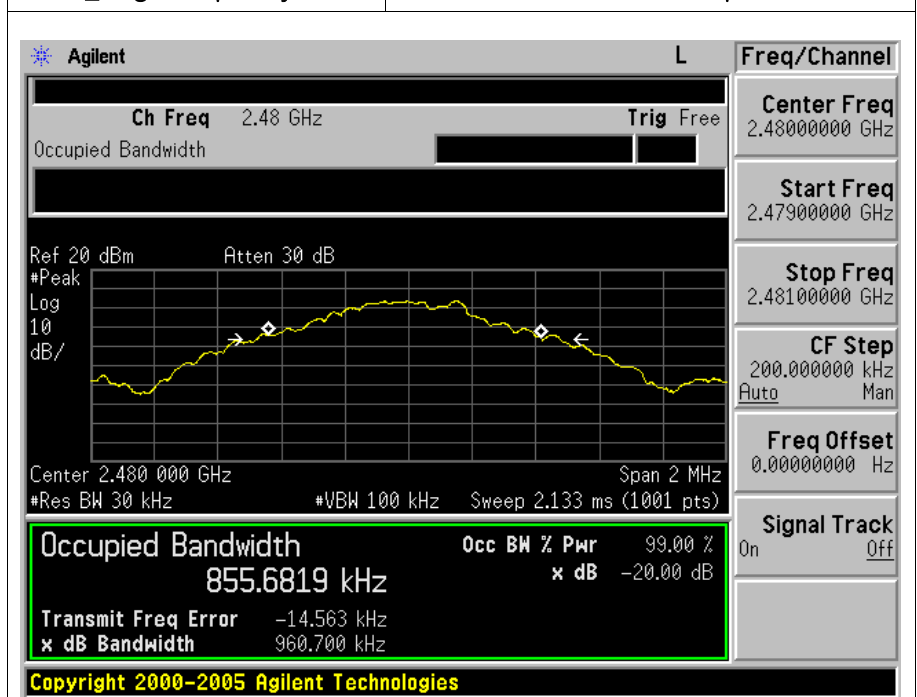 Agilent L Freq/Channel
Ch Freq 2.48 GHz Trig Free
Occupied Bandwidth
Center Freq
2.48000000 GHz
Start Freq
2.47900000 GHz
Stop Freq
2.48100000 GHz
CF Step
200.000000 kHz
Auto Man
Freq Offset
0.00000000 Hz
Signal Track
On Off
Ref 20 dBm Atten 30 dB
#Peak
Log
10
dB/
Center 2.480 000 GHz Span 2 MHz
#Res BW 30 kHz #VBW 100 kHz Sweep 2.133 ms (1001 pts)
Occupied Bandwidth Occ BW % Pwr 99.00 %
855.6819 kHz x dB -20.00 dB
Transmit Freq Error -14.563 kHz
x dB Bandwidth 960.700 kHz
Copyright 2000-2005 Agilent Technologies